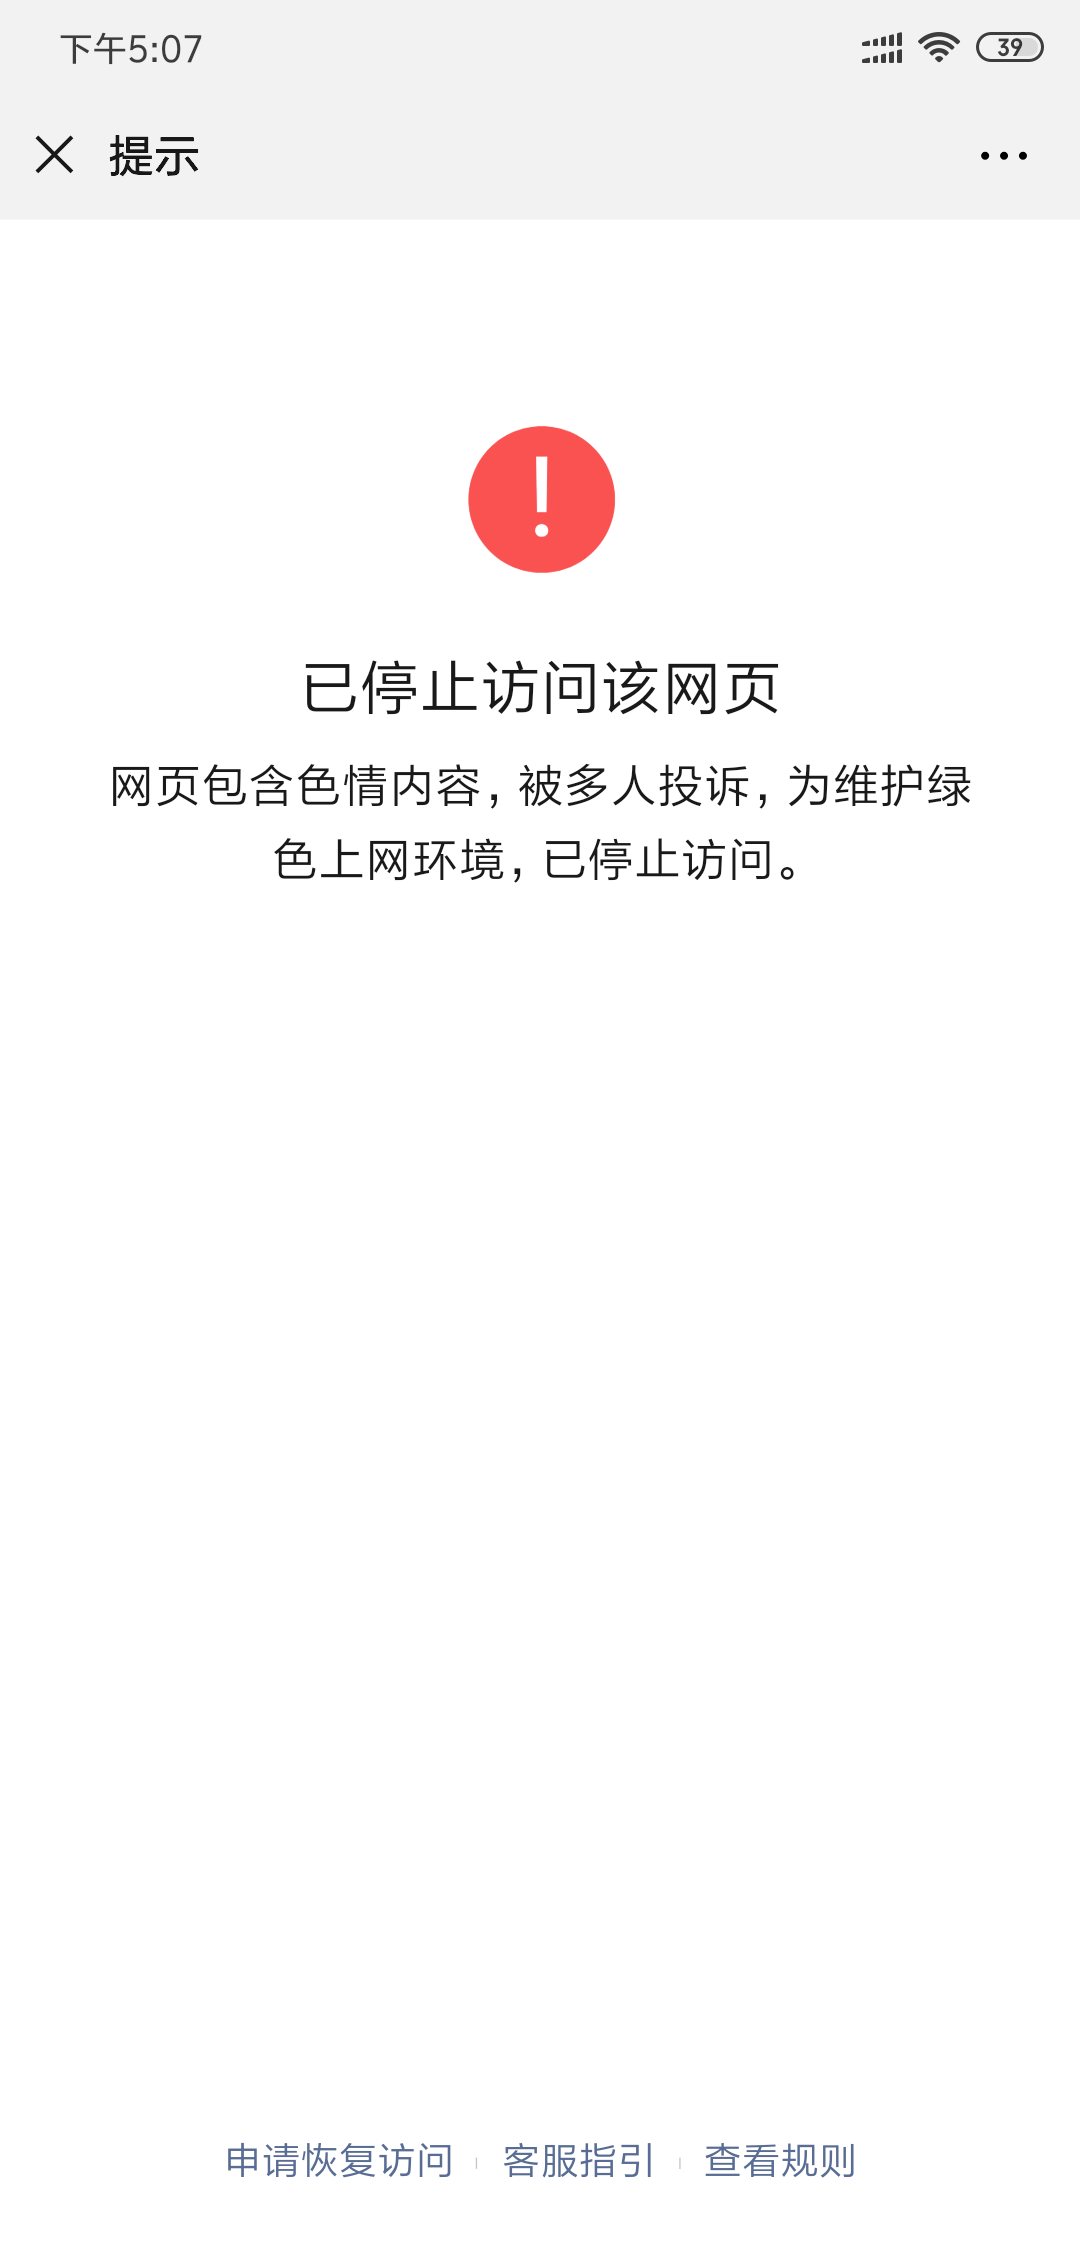 下午5:07
39
提示
已停止访问该网页
网页包含色情内容，被多人投诉，为维护绿
色上网环境，已停止访问。
申请恢复访问 客服指引 查看规则